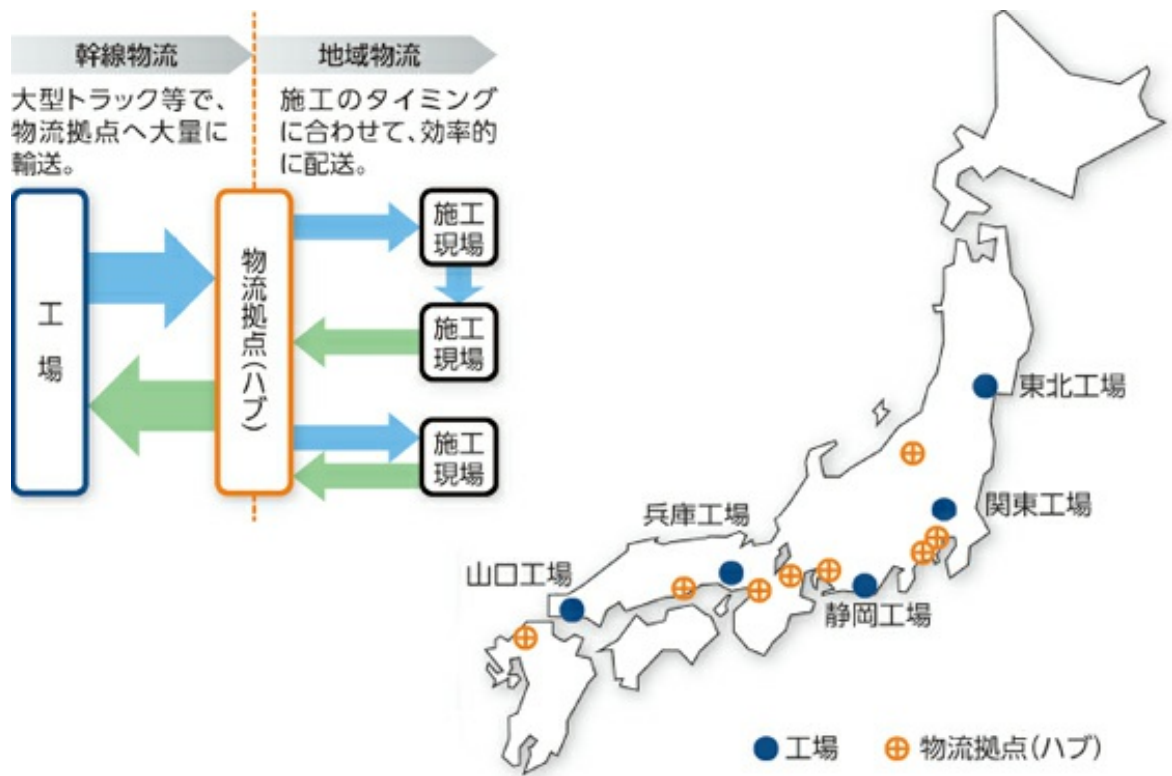 幹線物流
地域物流
大型トラック等で、
物流拠点へ大量に
輸送。
施工のタイミング
に合わせて、効率的
に配送。
工場
物流拠点(ハブ)
施工
現場
施工
現場
施工
現場
東北工場
関東工場
兵庫工場
山口工場
静岡工場
工場
物流拠点(ハブ)